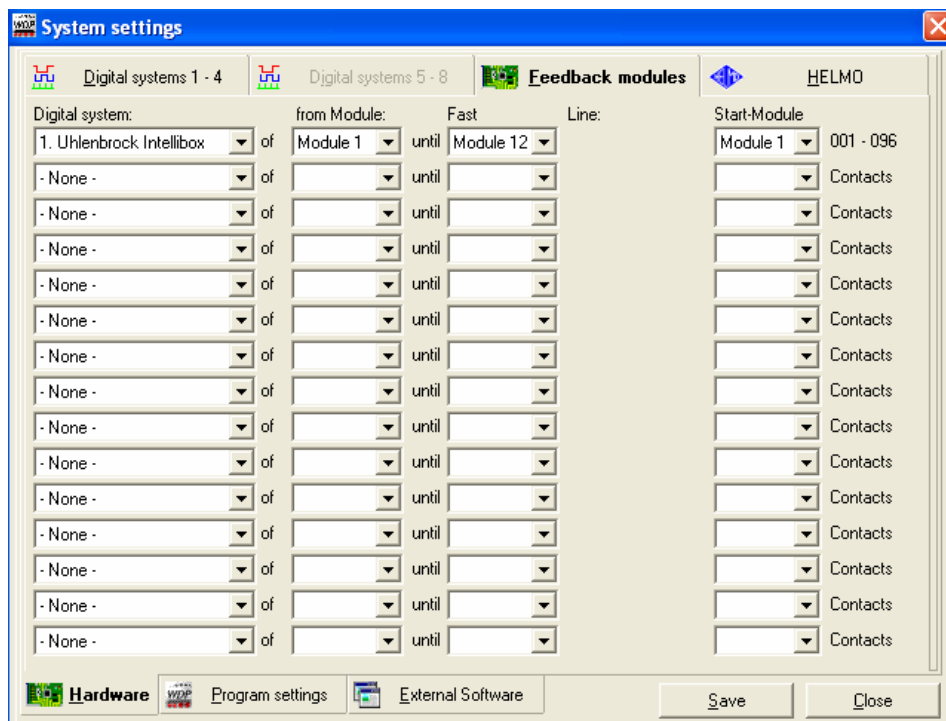 WDP System settings
Digital systems 1 - 4 Digital systems 5 - 8 Feedback modules HELMO
Digital system: from Module: Fast Line: Start-Module
1. Uhlenbrock Intellibox of Module 1 until Module 12 Module 1 001 - 096
- None - of until Contacts
- None - of until Contacts
- None - of until Contacts
- None - of until Contacts
- None - of until Contacts
- None - of until Contacts
- None - of until Contacts
- None - of until Contacts
- None - of until Contacts
- None - of until Contacts
- None - of until Contacts
- None - of until Contacts
- None - of until Contacts
- None - of until Contacts
Hardware WDP Program settings External Software Save Close